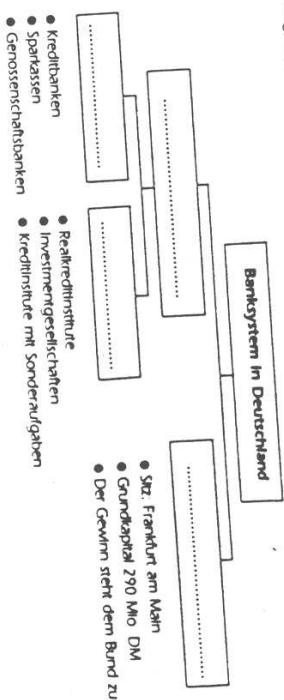 Banksystem in Deutschland
........................
........................
........................
........................
● Kreditbanken
● Sparkassen
● Genossenschaftsbanken
● Realkreditinstitute
● Investmentgesellschaften
● Kreditinstitute mit Sonderaufgaben
● Sitz: Frankfurt am Main
● Grundkapital 290 Mio DM
● Der Gewinn steht dem Bund zu